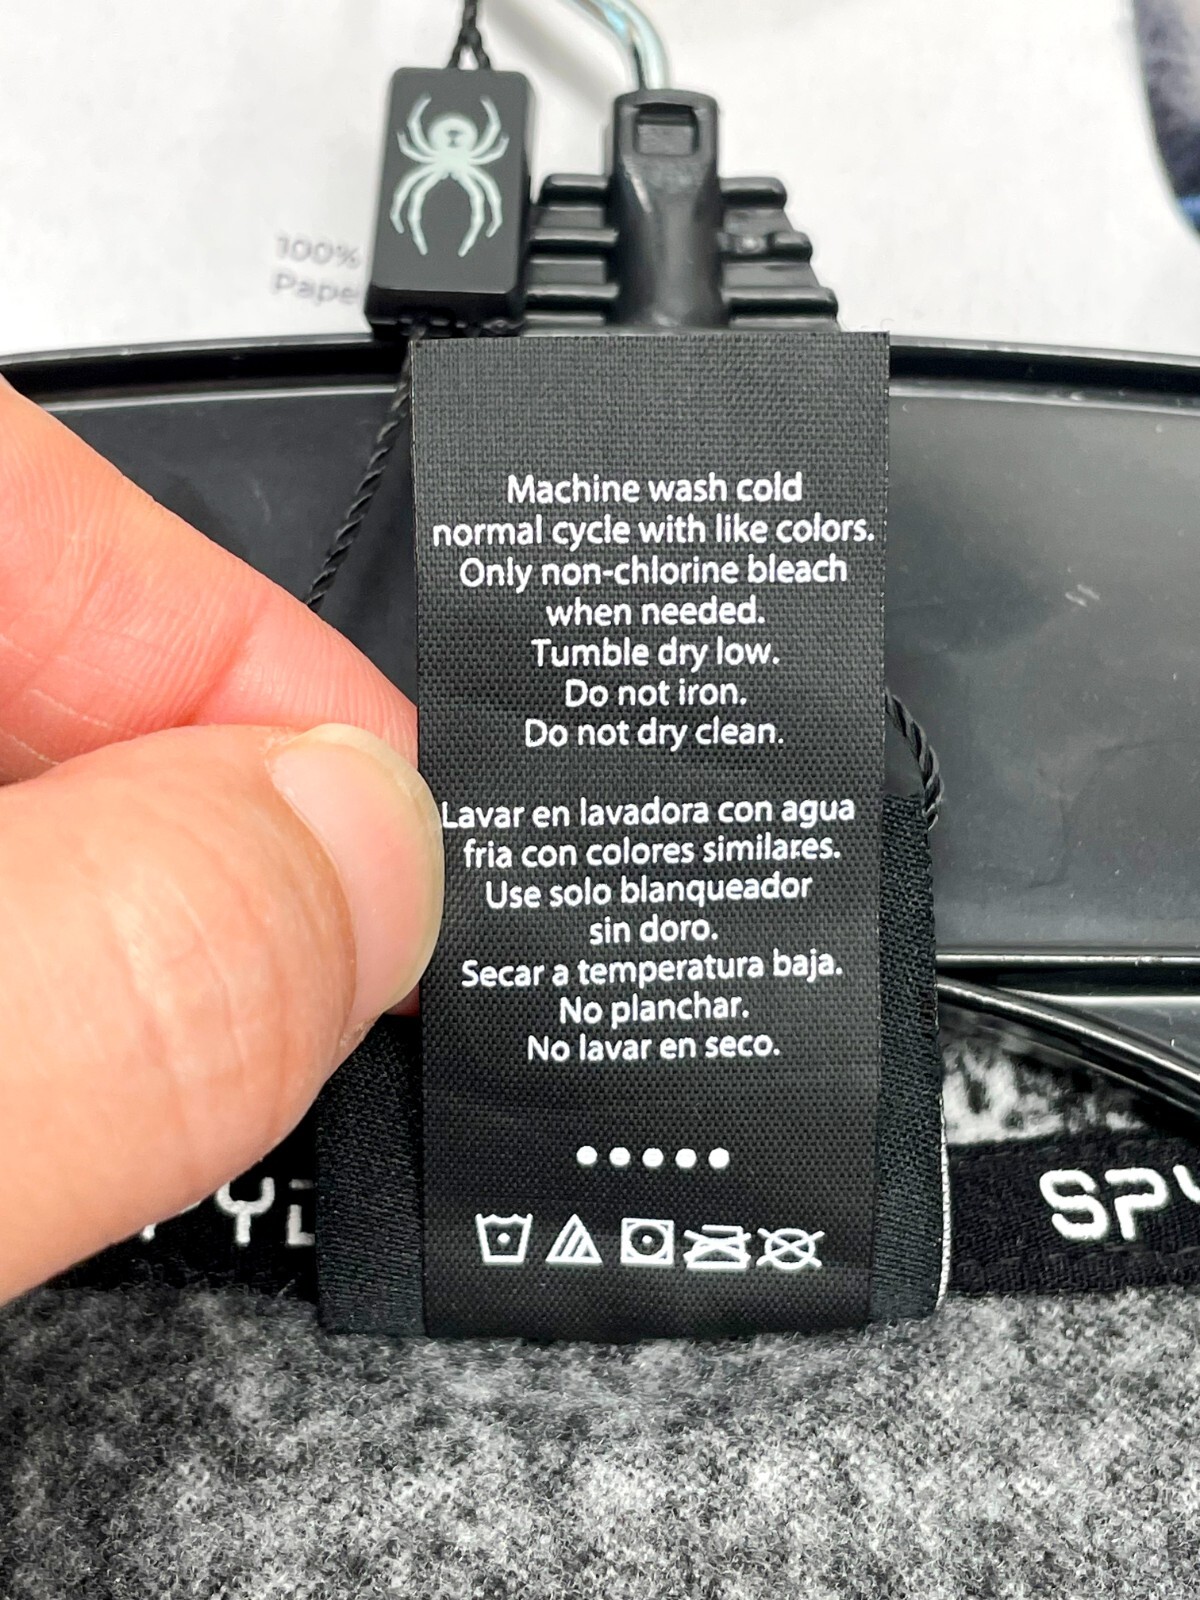 100%
Machine wash cold
normal cycle with like colors.
Only non-chlorine bleach
when needed.
Tumble dry low.
Do not iron.
Do not dry clean.
Lavar en lavadora con agua
fria con colores similares.
Use solo blanqueador
sin doro.
Secar a temperatura baja.
No planchar.
No lavar en seco.
SPY